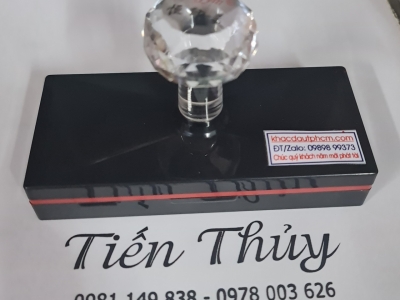 khacdautphcm.com
ĐT/Zalo: 09898 99373
Chúc quý khách năm mới phát tài
Tiến Thủy
0981 149 838 - 0978 003 626